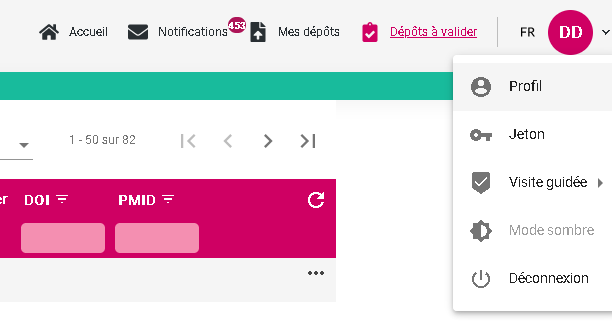 Accueil Notifications 453 Mes dépôts Dépôts à valider FR DD
Profil
Jeton
1 - 50 sur 82
Visite guidée
DOI PMID
Mode sombre
Déconnexion